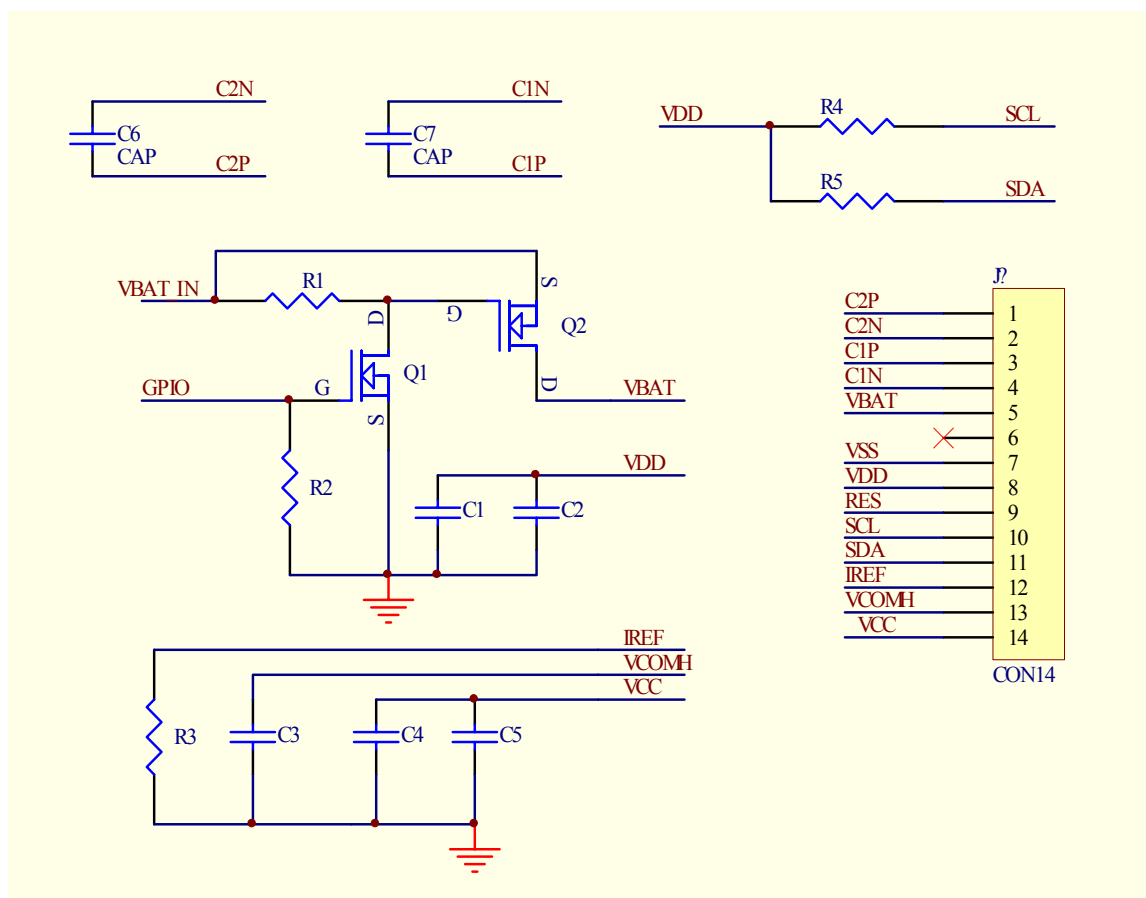 C2N
C6
CAP
C2P
C1N
C7
CAP
C1P
VDD
R4
SCL
R5
SDA
VBAT IN
R1
S
D
G
Q2
D
VBAT
GPIO
G
Q1
S
R2
VDD
C1
C2
IREF
VCOMH
VCC
R3
C3
C4
C5
J?
C2P 1
C2N 2
C1P 3
C1N 4
VBAT 5
6
VSS 7
VDD 8
RES 9
SCL 10
SDA 11
IREF 12
VCOMH 13
VCC 14
CON14